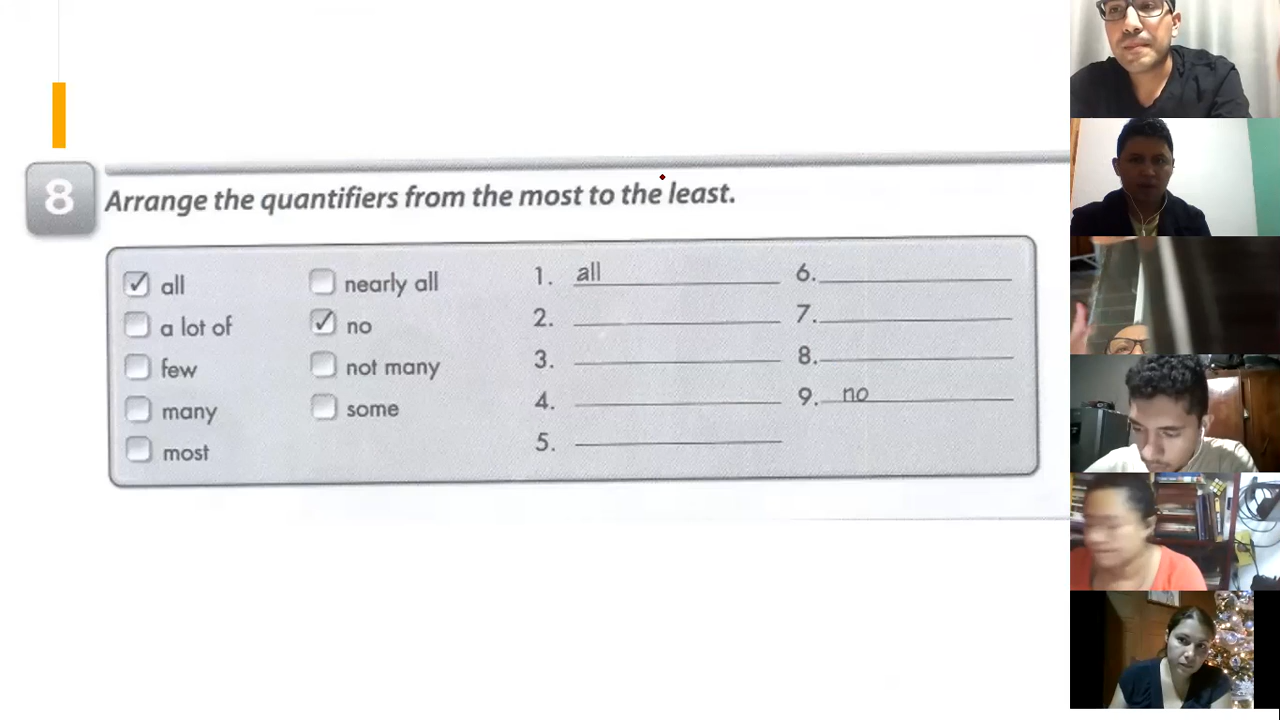 8
Arrange the quantifiers from the most to the least.
all
a lot of
few
many
most
nearly all
no
not many
some
1. all
2.
3.
4.
5.
6.
7.
8.
9. no